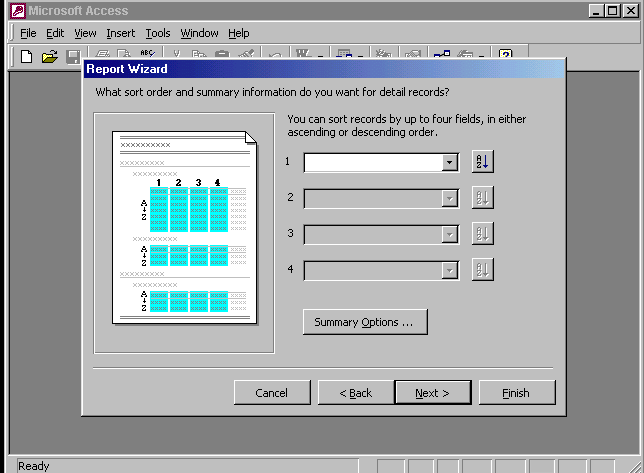 Microsoft Access
File Edit View Insert Tools Window Help
ABC W ?
Report Wizard
What sort order and summary information do you want for detail records?
You can sort records by up to four fields, in either
ascending or descending order.
1 A Z
2 A Z
3 A Z
4 A Z
Summary Options ...
XXXXXXXXXXX
XXXXXXXXX
XXXXXXXXX
1 2 3 4
A
Z
XXXXXXXXX
A
Z
XXXXXXXXX
XXXXXXXXX
A
Z
Cancel < Back Next > Finish
Ready